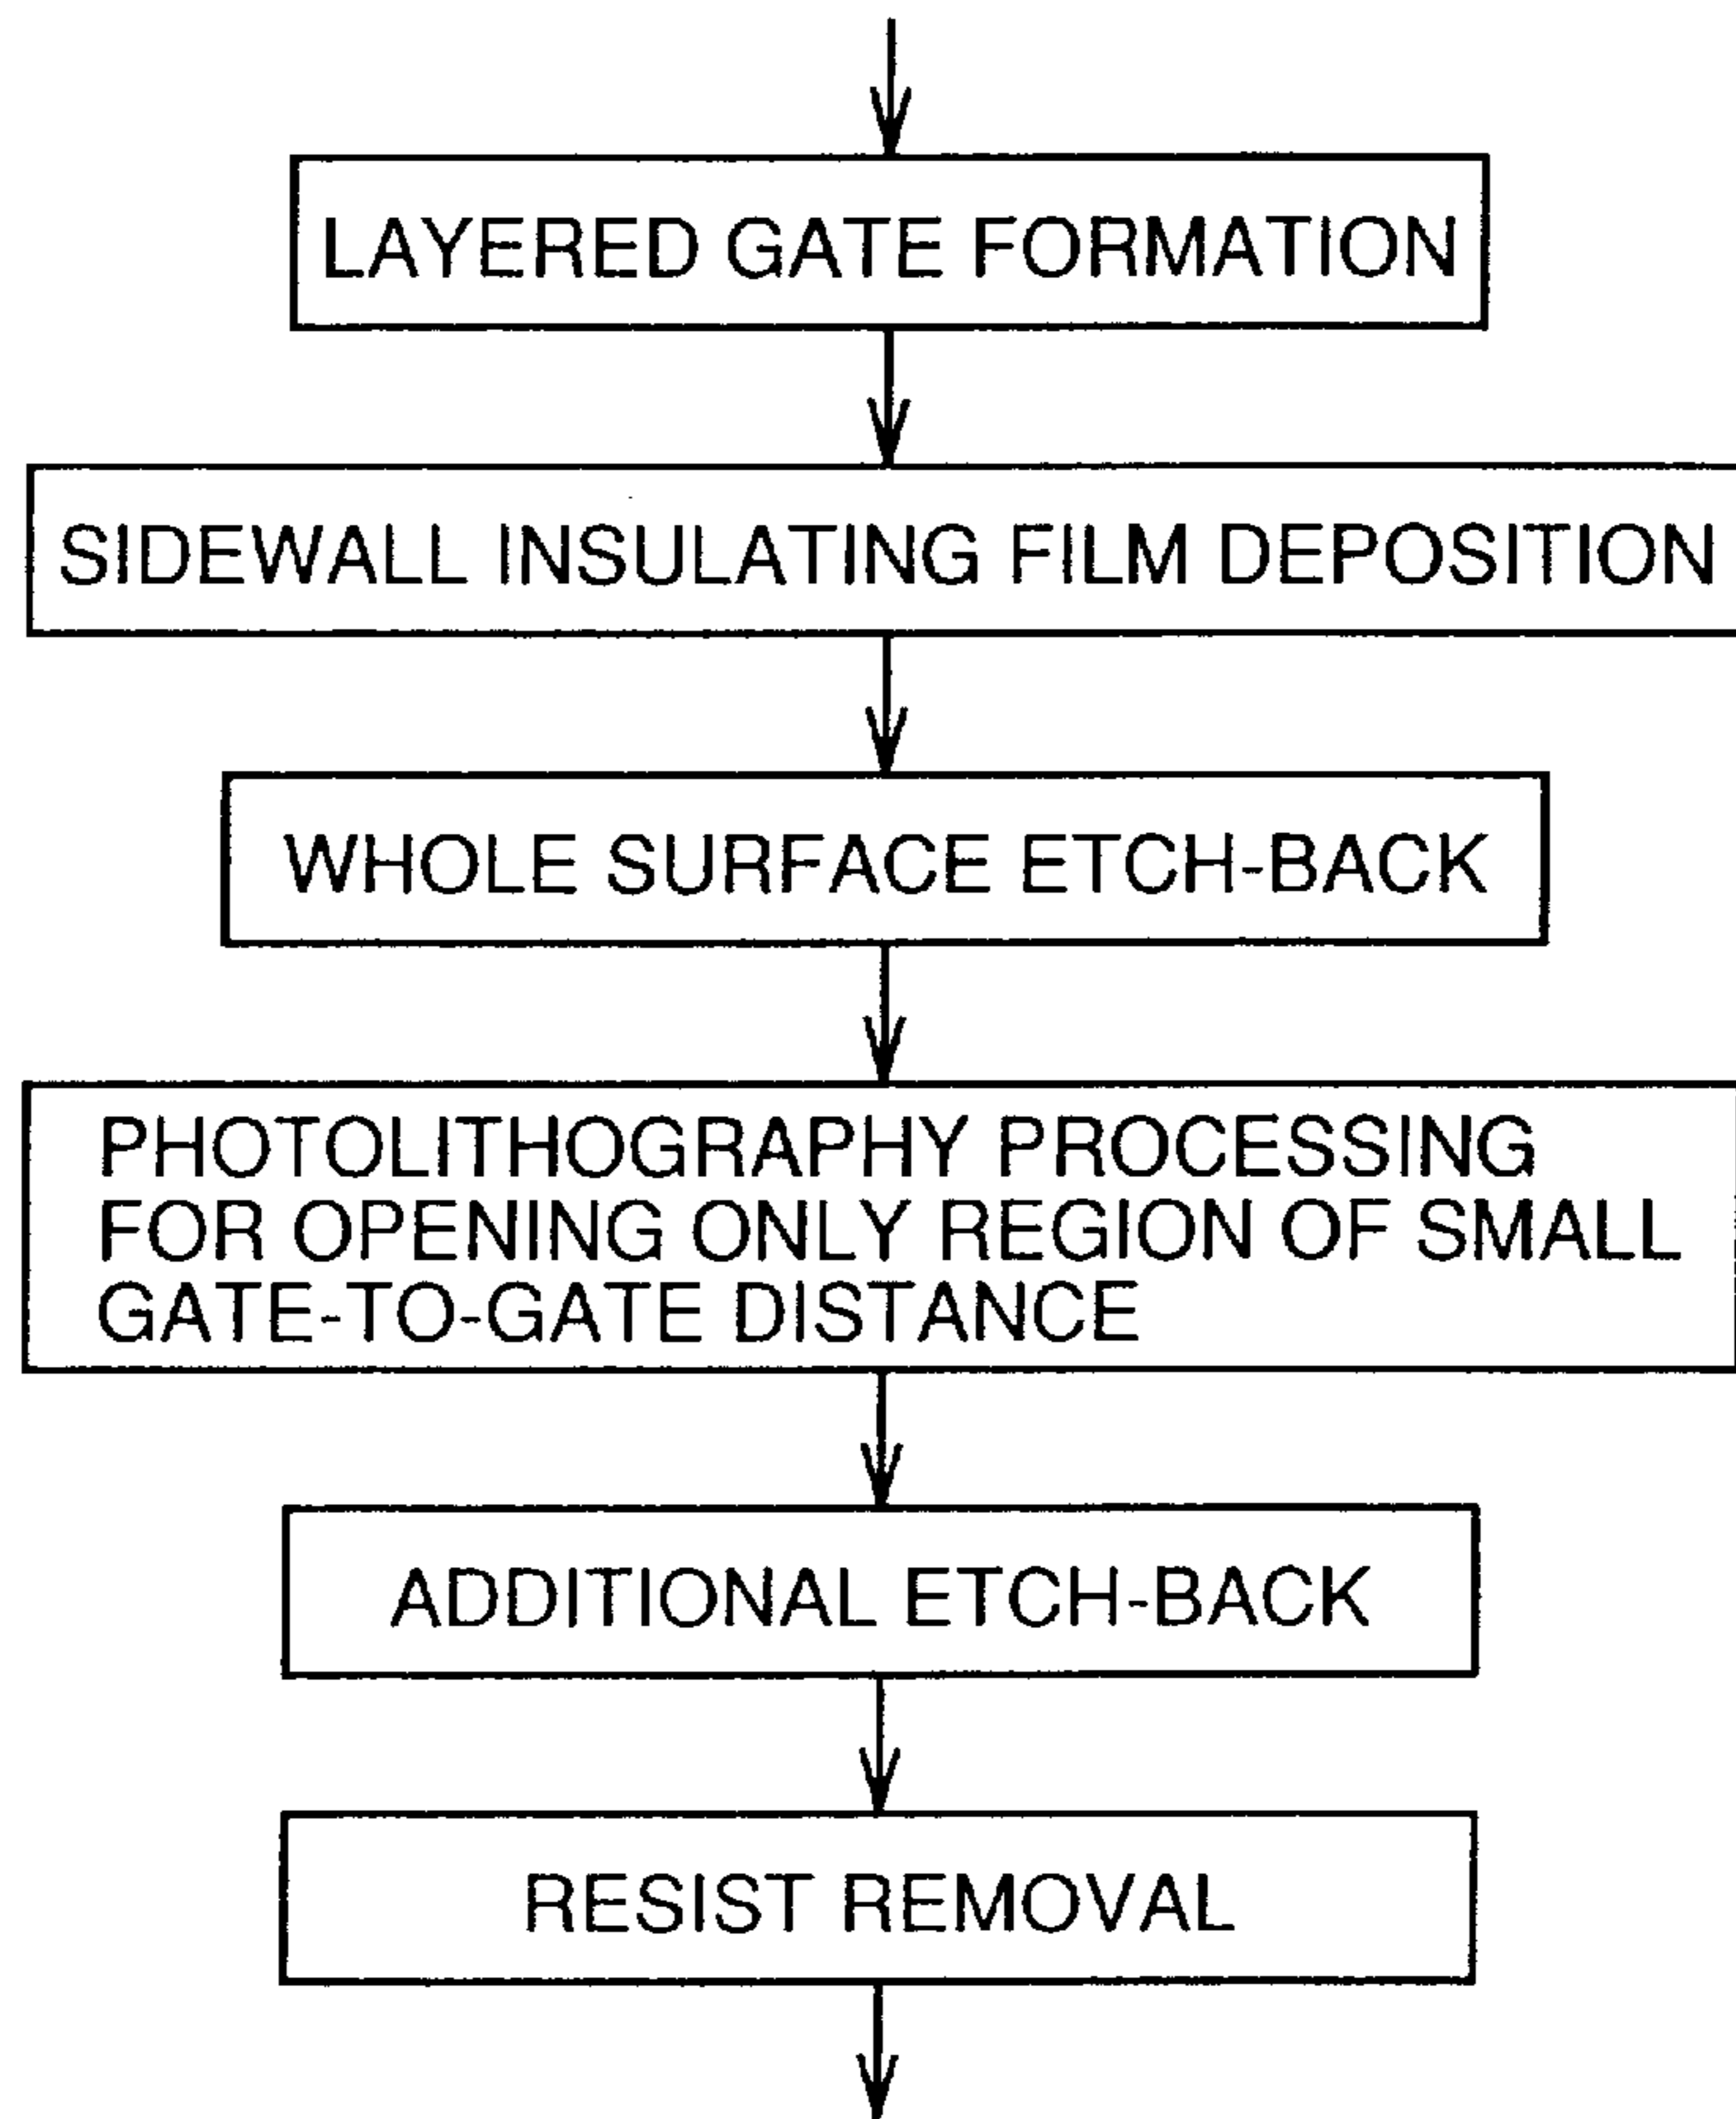 LAYERED GATE FORMATION
SIDEWALL INSULATING FILM DEPOSITION
WHOLE SURFACE ETCH-BACK
PHOTOLITHOGRAPHY PROCESSING
FOR OPENING ONLY REGION OF SMALL
GATE-TO-GATE DISTANCE
ADDITIONAL ETCH-BACK
RESIST REMOVAL